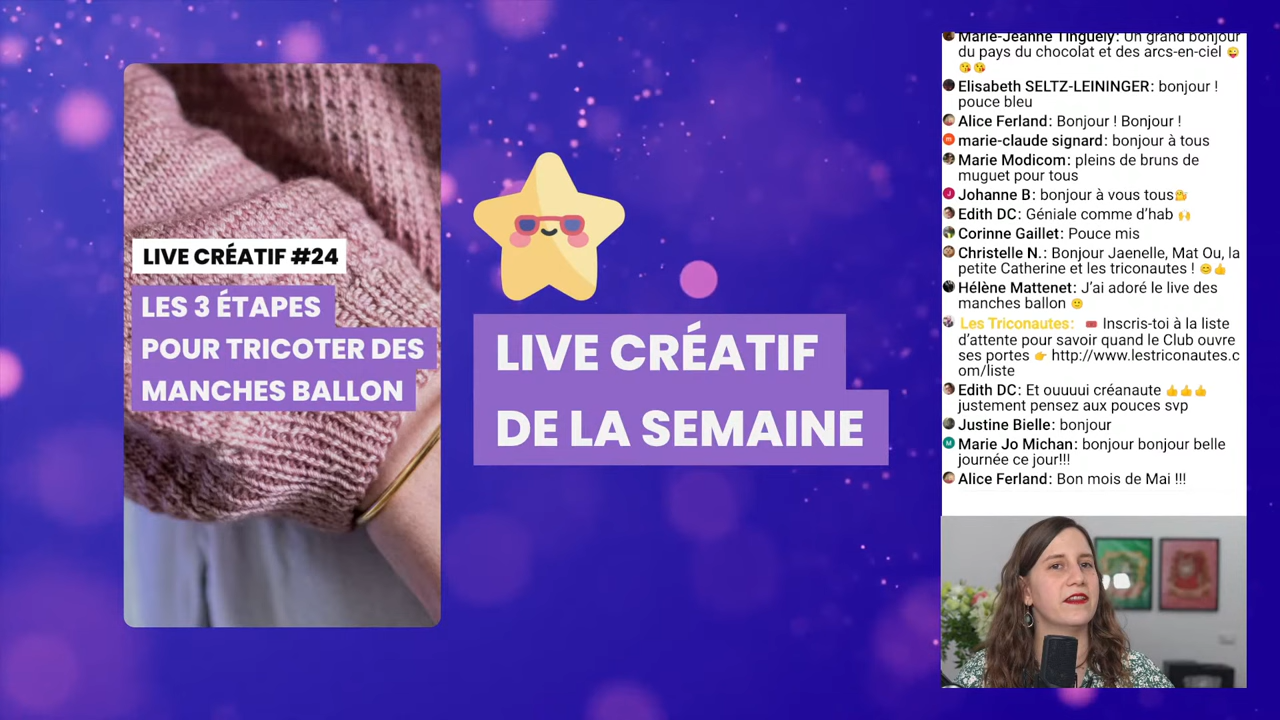 LIVE CRÉATIF #24
LES 3 ÉTAPES
POUR TRICOTER DES
MANCHES BALLON
LIVE CRÉATIF
DE LA SEMAINE
Marie-Jeanne Tinguely: Un grand bonjour
du pays du chocolat et des arcs-en-ciel 😜
😘😘
Elisabeth SELTZ-LEININGER: bonjour !
pouce bleu
Alice Ferland: Bonjour ! Bonjour !
marie-claude signard: bonjour à tous
Marie Modicom: pleins de bruns de
muguet pour tous
Johanne B: bonjour à vous tous🤗
Edith DC: Géniale comme d’hab 🙌
Corinne Gaillet: Pouce mis
Christelle N.: Bonjour Jaenelle, Mat Ou, la
petite Catherine et les triconautes ! 😊👍
Hélène Mattenet: J’ai adoré le live des
manches ballon 🙂
Les Triconautes: 🎟️ Inscris-toi à la liste
d’attente pour savoir quand le Club ouvre
ses portes 👉 http://www.lestriconautes.c
om/liste
Edith DC: Et ouuuui créanaute 👍👍👍
justement pensez aux pouces svp
Justine Bielle: bonjour
M
Marie Jo Michan: bonjour bonjour belle
journée ce jour!!!
Alice Ferland: Bon mois de Mai !!!